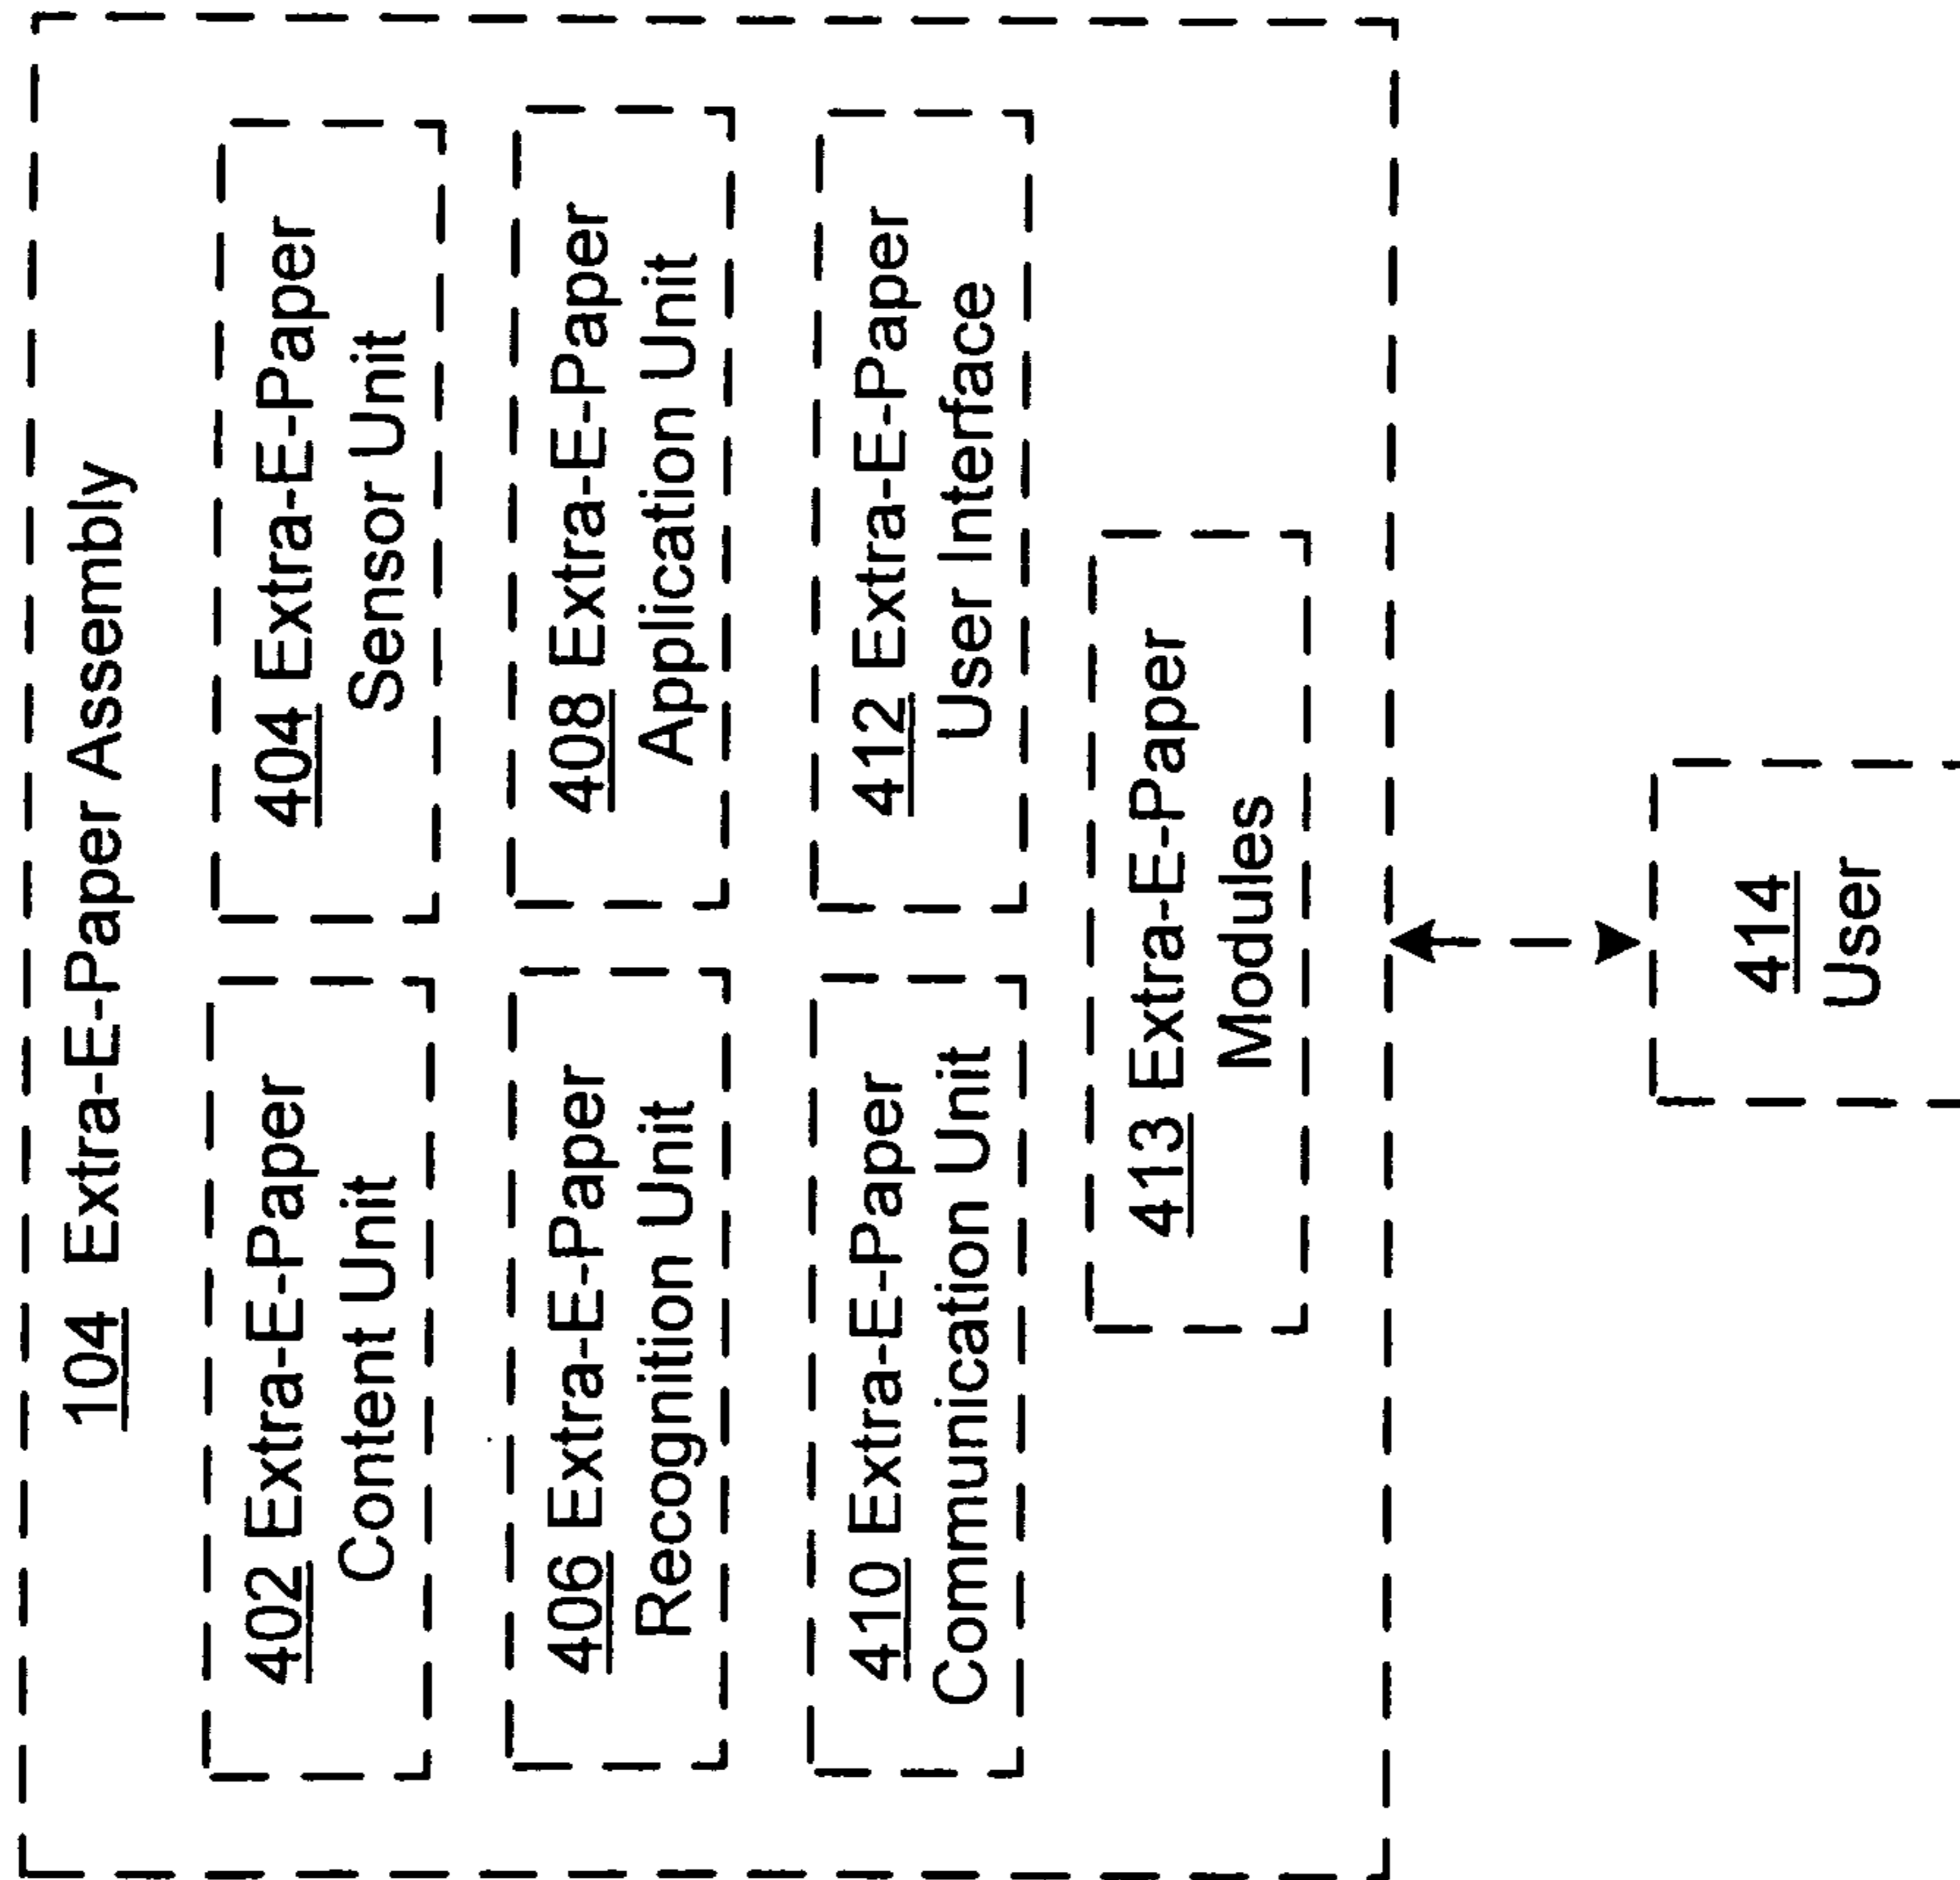 104 Extra-E-Paper Assembly
402 Extra-E-Paper
Content Unit
404 Extra-E-Paper
Sensor Unit
406 Extra-E-Paper
Recognition Unit
408 Extra-E-Paper
Application Unit
410 Extra-E-Paper
Communication Unit
412 Extra-E-Paper
User Interface
413 Extra-E-Paper
Modules
414
User